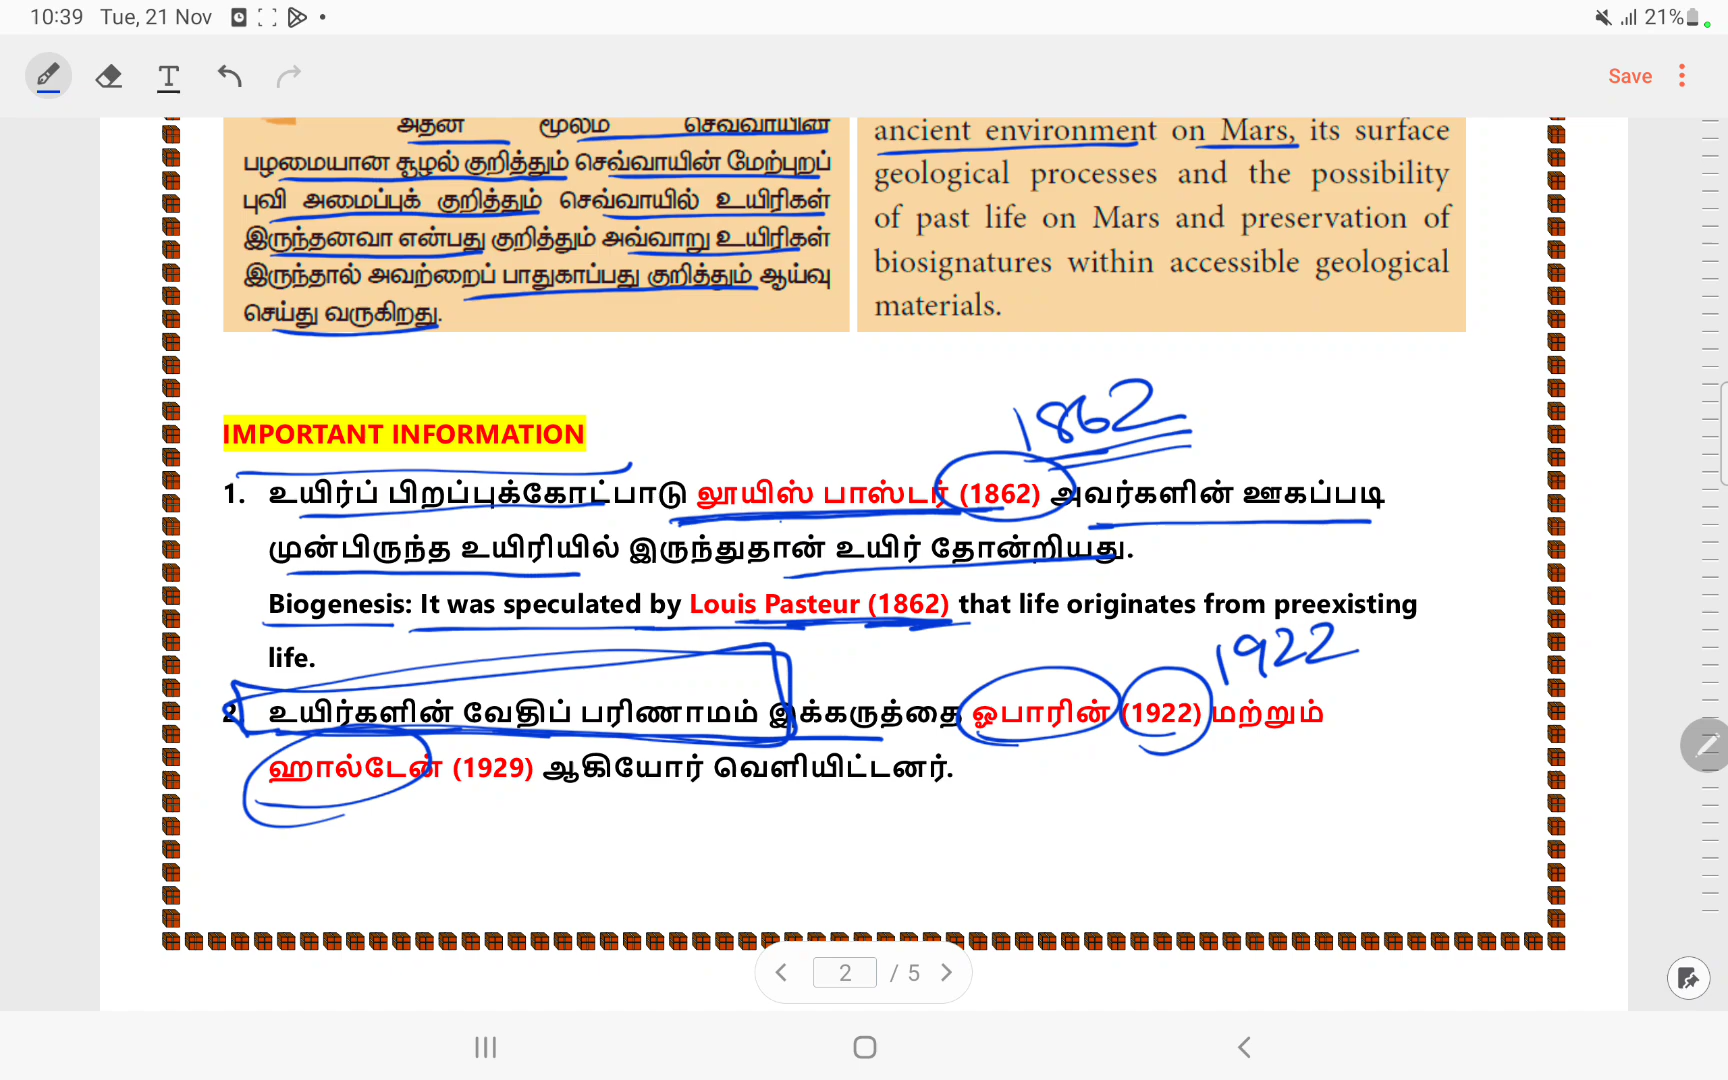 10:39 Tue, 21 Nov
21%
T
Save
அதன் மூலம் செவ்வாயின்
பழமையான சூழல் குறித்தும் செவ்வாயின் மேற்புறப்
புவி அமைப்புக் குறித்தும் செவ்வாயில் உயிரிகள்
இருந்தனவா என்பது குறித்தும் அவ்வாறு உயிரிகள்
இருந்தால் அவற்றைப் பாதுகாப்பது குறித்தும் ஆய்வு
செய்து வருகிறது.
ancient environment on Mars, its surface
geological processes and the possibility
of past life on Mars and preservation of
biosignatures within accessible geological
materials.
1862
IMPORTANT INFORMATION
1. உயிர்ப் பிறப்புக்கோட்பாடு லூயிஸ் பாஸ்டர் (1862) அவர்களின் ஊகப்படி
முன்பிருந்த உயிரியில் இருந்துதான் உயிர் தோன்றியது.
Biogenesis: It was speculated by Louis Pasteur (1862) that life originates from preexisting
life.
1922
2. உயிர்களின் வேதிப் பரிணாமம் இக்கருத்தை ஓபாரின் (1922) மற்றும்
ஹால்டேன் (1929) ஆகியோர் வெளியிட்டனர்.
2 / 5